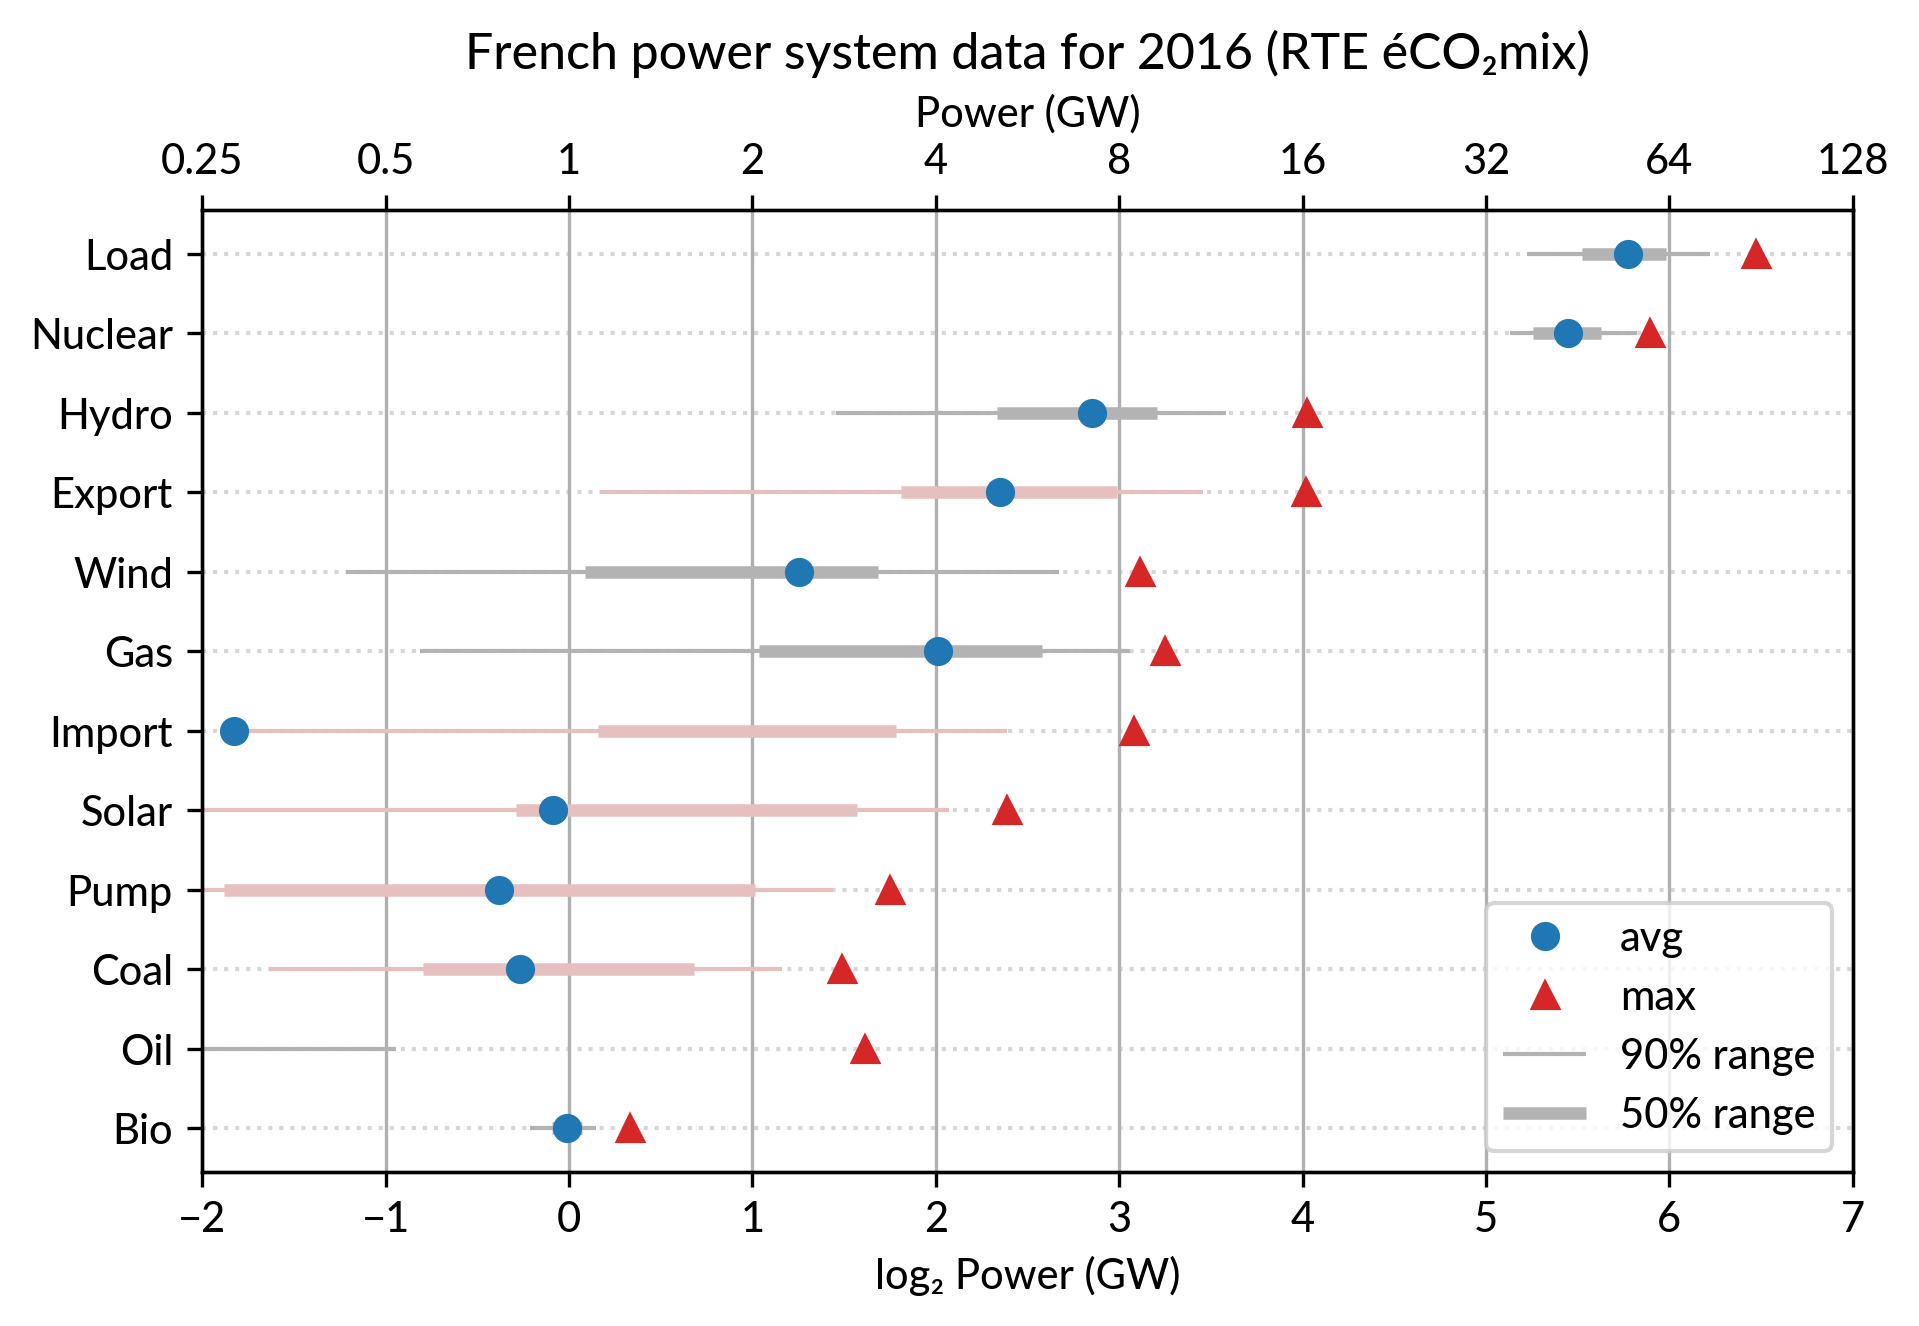 French power system data for 2016 (RTE éCO₂mix)
Power (GW)
0.25 0.5 1 2 4 8 16 32 64 128
Load
Nuclear
Hydro
Export
Wind
Gas
Import
Solar
Pump
Coal
Oil
Bio
avg
max
90% range
50% range
−2 −1 0 1 2 3 4 5 6 7
log₂ Power (GW)